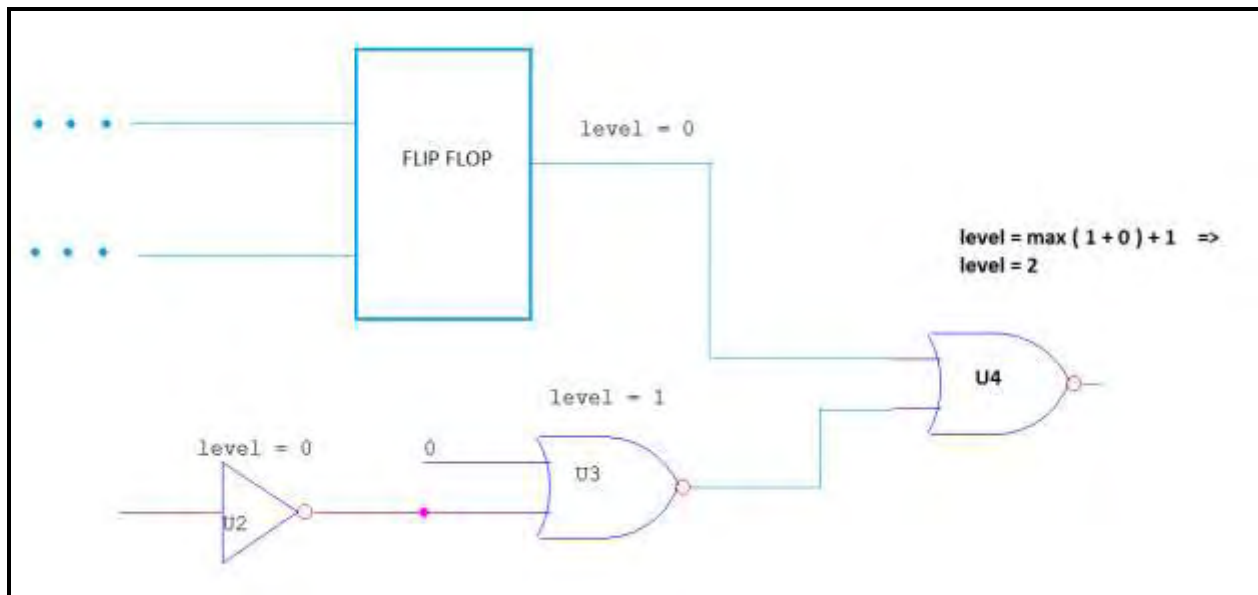 level = 0
FLIP FLOP
level = max ( 1 + 0 ) + 1 =>
level = 2
U4
level = 1
level = 0
0
U3
U2